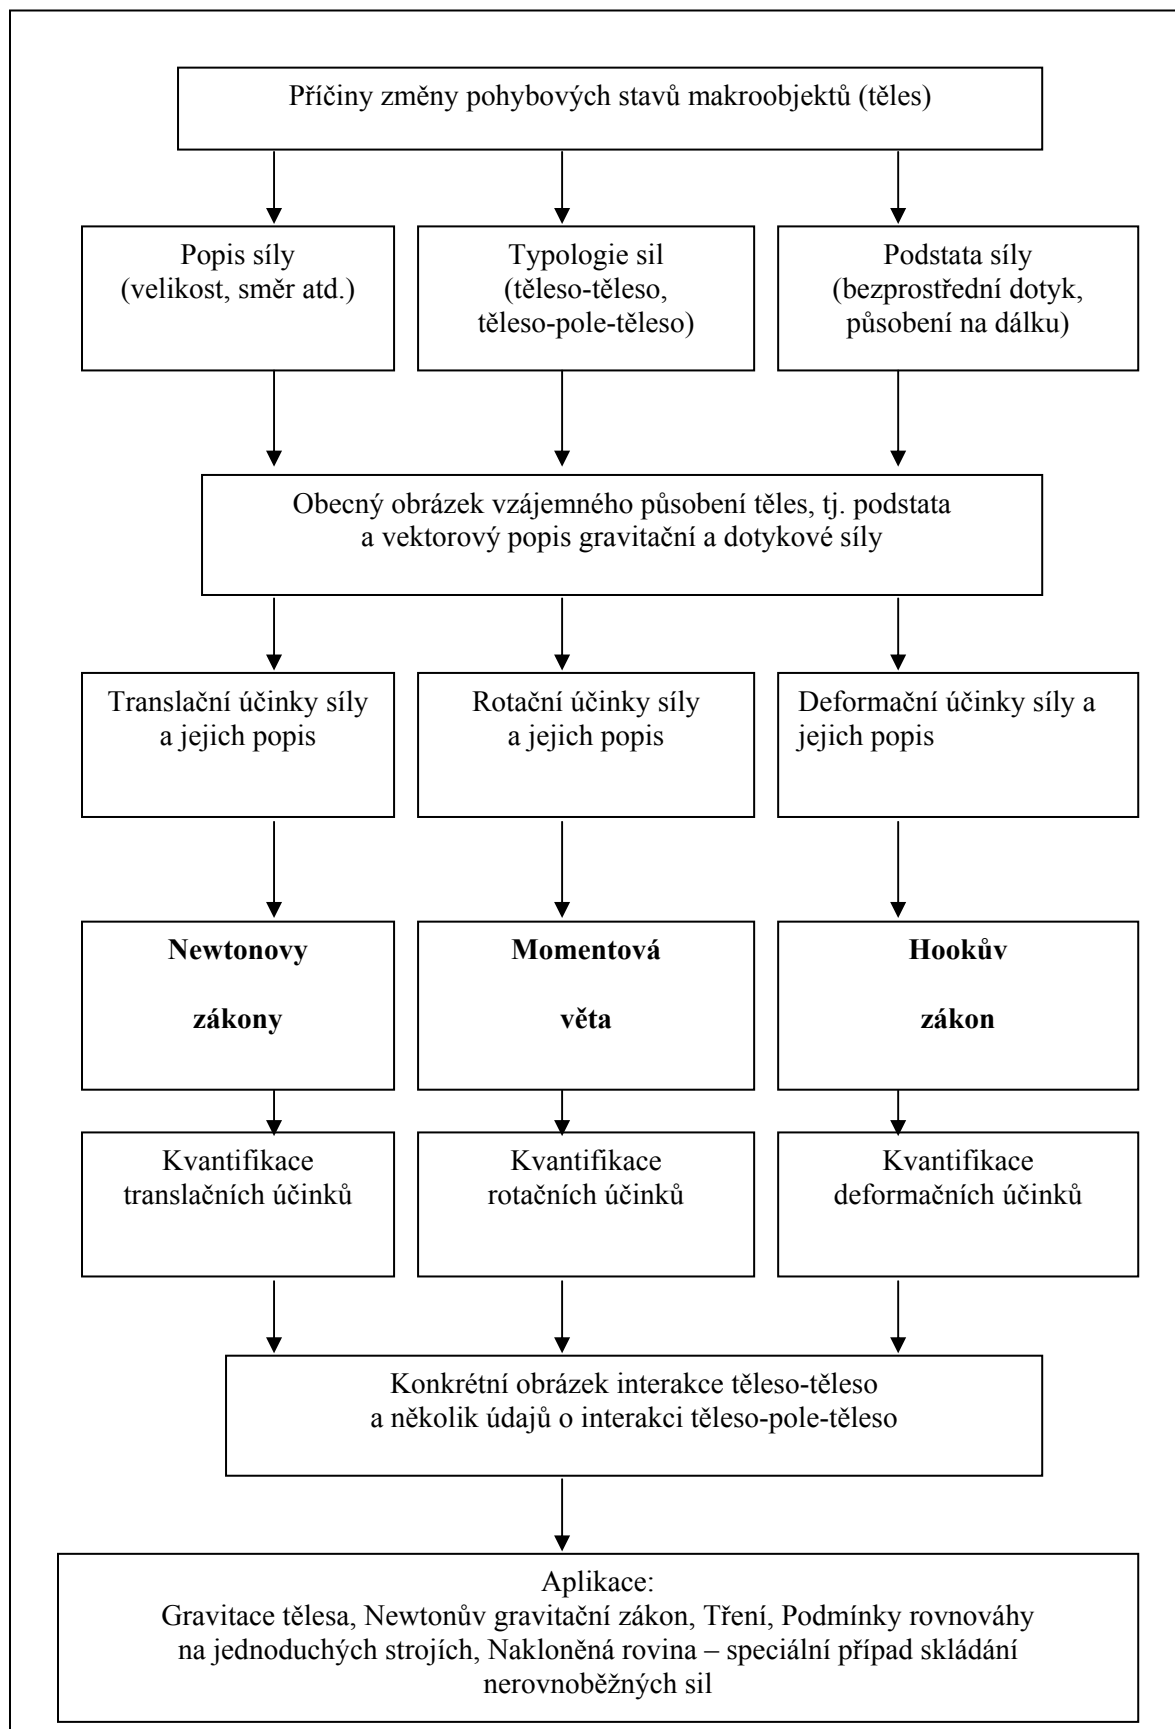 Příčiny změny pohybových stavů makroobjektů (těles)
Popis síly
(velikost, směr atd.)
Typologie sil
(těleso-těleso,
těleso-pole-těleso)
Podstata síly
(bezprostřední dotyk,
působení na dálku)
Obecný obrázek vzájemného působení těles, tj. podstata
a vektorový popis gravitační a dotykové síly
Translační účinky síly
a jejich popis
Rotační účinky síly
a jejich popis
Deformační účinky síly a
jejich popis
Newtonovy
zákony
Momentová
věta
Hookův
zákon
Kvantifikace
translačních účinků
Kvantifikace
rotačních účinků
Kvantifikace
deformačních účinků
Konkrétní obrázek interakce těleso-těleso
a několik údajů o interakci těleso-pole-těleso
Aplikace:
Gravitace tělesa, Newtonův gravitační zákon, Tření, Podmínky rovnováhy
na jednoduchých strojích, Nakloněná rovina – speciální případ skládání
nerovnoběžných sil